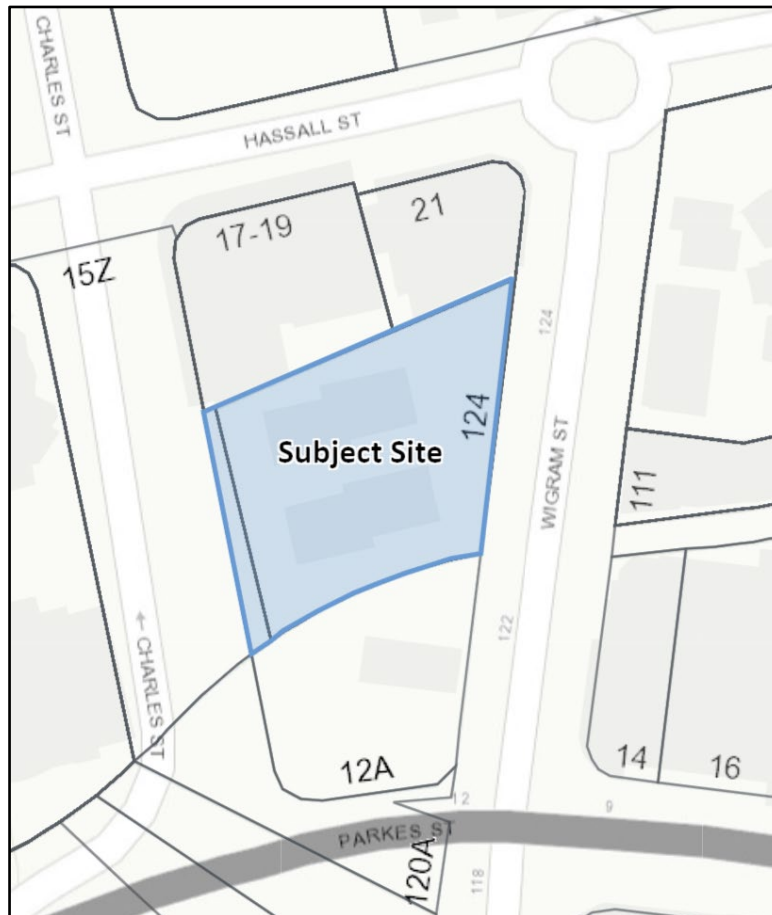 CHARLES ST
HASSALL ST
17-19
21
15Z
124
124
Subject Site
WIGRAM ST
111
122
CHARLES ST
12A
14
16
12
9
PARKES ST
120A
118